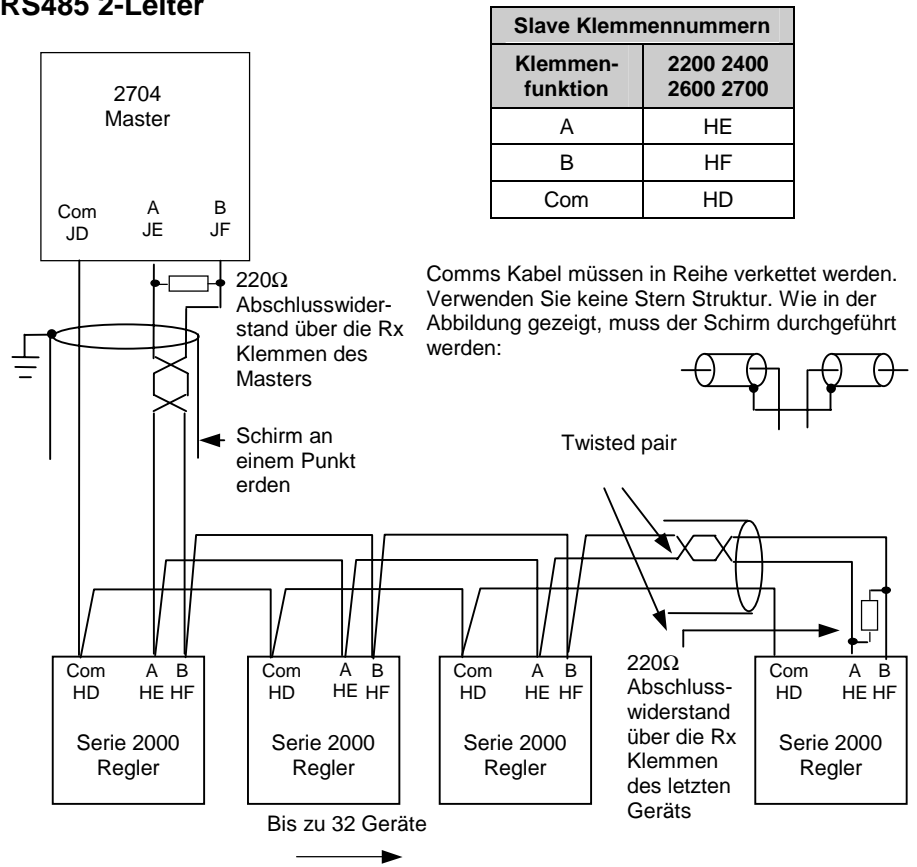 RS485 2-Leiter
Slave Klemmennummern
Klemmen-
funktion
2200 2400
2600 2700
A HE
B HF
Com HD
2704
Master
Com A B
JD JE JF
220Ω
Abschlusswider-
stand über die Rx
Klemmen des
Masters
Comms Kabel müssen in Reihe verkettet werden.
Verwenden Sie keine Stern Struktur. Wie in der
Abbildung gezeigt, muss der Schirm durchgeführt
werden:
Schirm an
einem Punkt
erden
Twisted pair
Com A B
HD HE HF
Serie 2000
Regler
Com A B
HD HE HF
Serie 2000
Regler
Com A B
HD HE HF
Serie 2000
Regler
220Ω
Abschluss-
widerstand
über die Rx
Klemmen
des letzten
Geräts
Com A B
HD HE HF
Serie 2000
Regler
Bis zu 32 Geräte